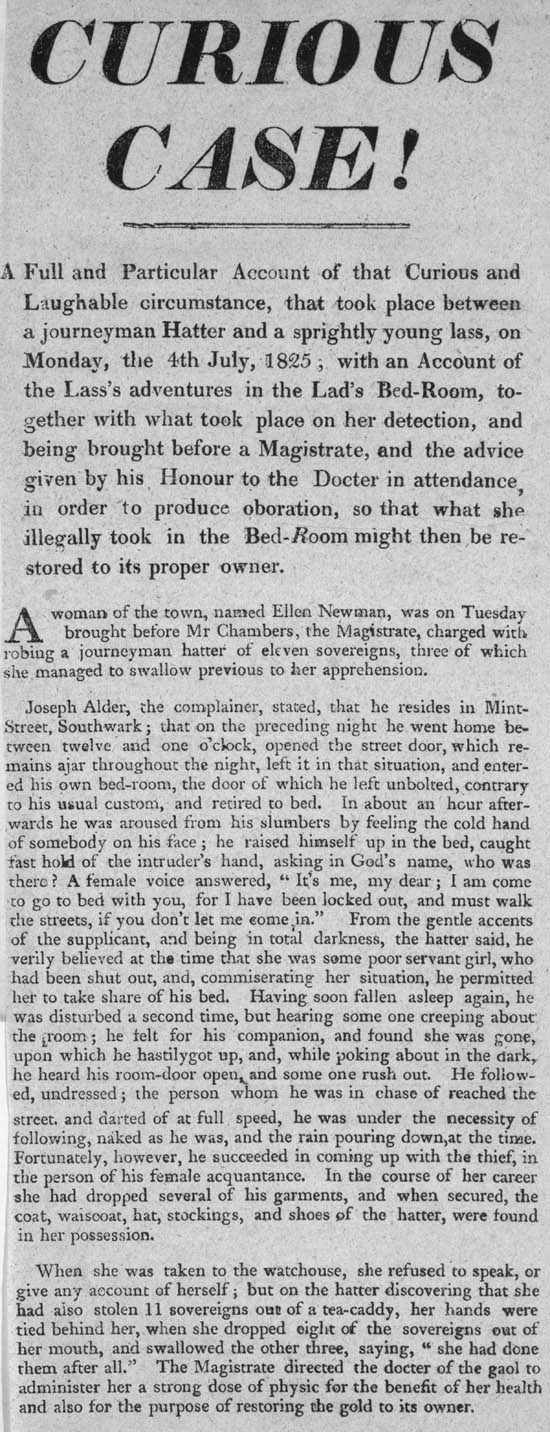 CURIOUS
CASE!
A Full and Particular Account of that Curious and
Laughable circumstance, that took place between
a journeyman Hatter and a sprightly young lass, on
Monday, the 4th July, 1825; with an Account of
the Lass's adventures in the Lad's Bed-Room, to-
gether with what took place on her detection, and
being brought before a Magistrate, and the advice
given by his Honour to the Docter in attendance,
in order to produce oboration, so that what she
illegally took in the Bed-Room might then be re-
stored to its proper owner.
A woman of the town, named Ellen Newman, was on Tuesday
brought before Mr Chambers, the Magistrate, charged with
robing a journeyman hatter of eleven sovereigns, three of which
she managed to swallow previous to her apprehension.
Joseph Alder, the complainer, stated, that he resides in Mint-
Street, Southwark; that on the preceding night he went home be-
tween twelve and one o'clock, opened the street door, which re-
mains ajar throughout the night, left it in that situation, and enter-
ed his own bed-room, the door of which he left unbolted, contrary
to his usual custom, and retired to bed. In about an hour after-
wards he was aroused from his slumbers by feeling the cold hand
of somebody on his face; he raised himself up in the bed, caught
fast hold of the intruder's hand, asking in God's name, who was
there? A female voice answered, "It's me, my dear; I am come
to go to bed with you, for I have been locked out, and must walk
the streets, if you don't let me come in." From the gentle accents
of the supplicant, and being in total darkness, the hatter said, he
verily believed at the time that she was some poor servant girl, who
had been shut out, and, commiserating her situation, he permitted
her to take share of his bed. Having soon fallen asleep again, he
was disturbed a second time, but hearing some one creeping about
the room; he felt for his companion, and found she was gone,
upon which he hastilygot up, and, while poking about in the dark,
he heard his room-door open, and some one rush out. He follow-
ed, undressed; the person whom he was in chase of reached the
street. and darted of at full speed, he was under the necessity of
following, naked as he was, and the rain pouring down,at the time.
Fortunately, however, he succeeded in coming up with the thief, in
the person of his female acquantance. In the course of her career
she had dropped several of his garments, and when secured, the
coat, waiscoat, hat, stockings, and shoes of the hatter, were found
in her possession.
When she was taken to the watchouse, she refused to speak, or
give any account of herself; but on the hatter discovering that she
had also stolen 11 sovereigns out of a tea-caddy, her hands were
tied behind her, when she dropped eight of the sovereigns out of
her mouth, and swallowed the other three, saying, "she had done
them after all." The Magistrate directed the docter of the gaol to
administer her a strong dose of physic for the benefit of her health
and also for the purpose of restoring the gold to its owner.